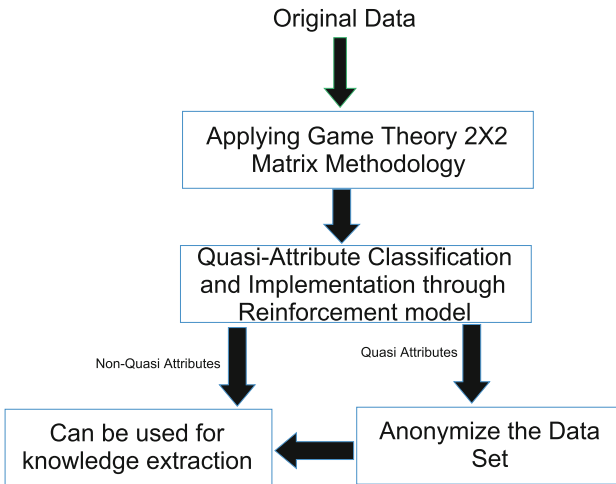 Original Data
Applying Game Theory 2X2
Matrix Methodology
Quasi-Attribute Classification
and Implementation through
Reinforcement model
Non-Quasi Attributes
Quasi Attributes
Can be used for
knowledge extraction
Anonymize the Data
Set